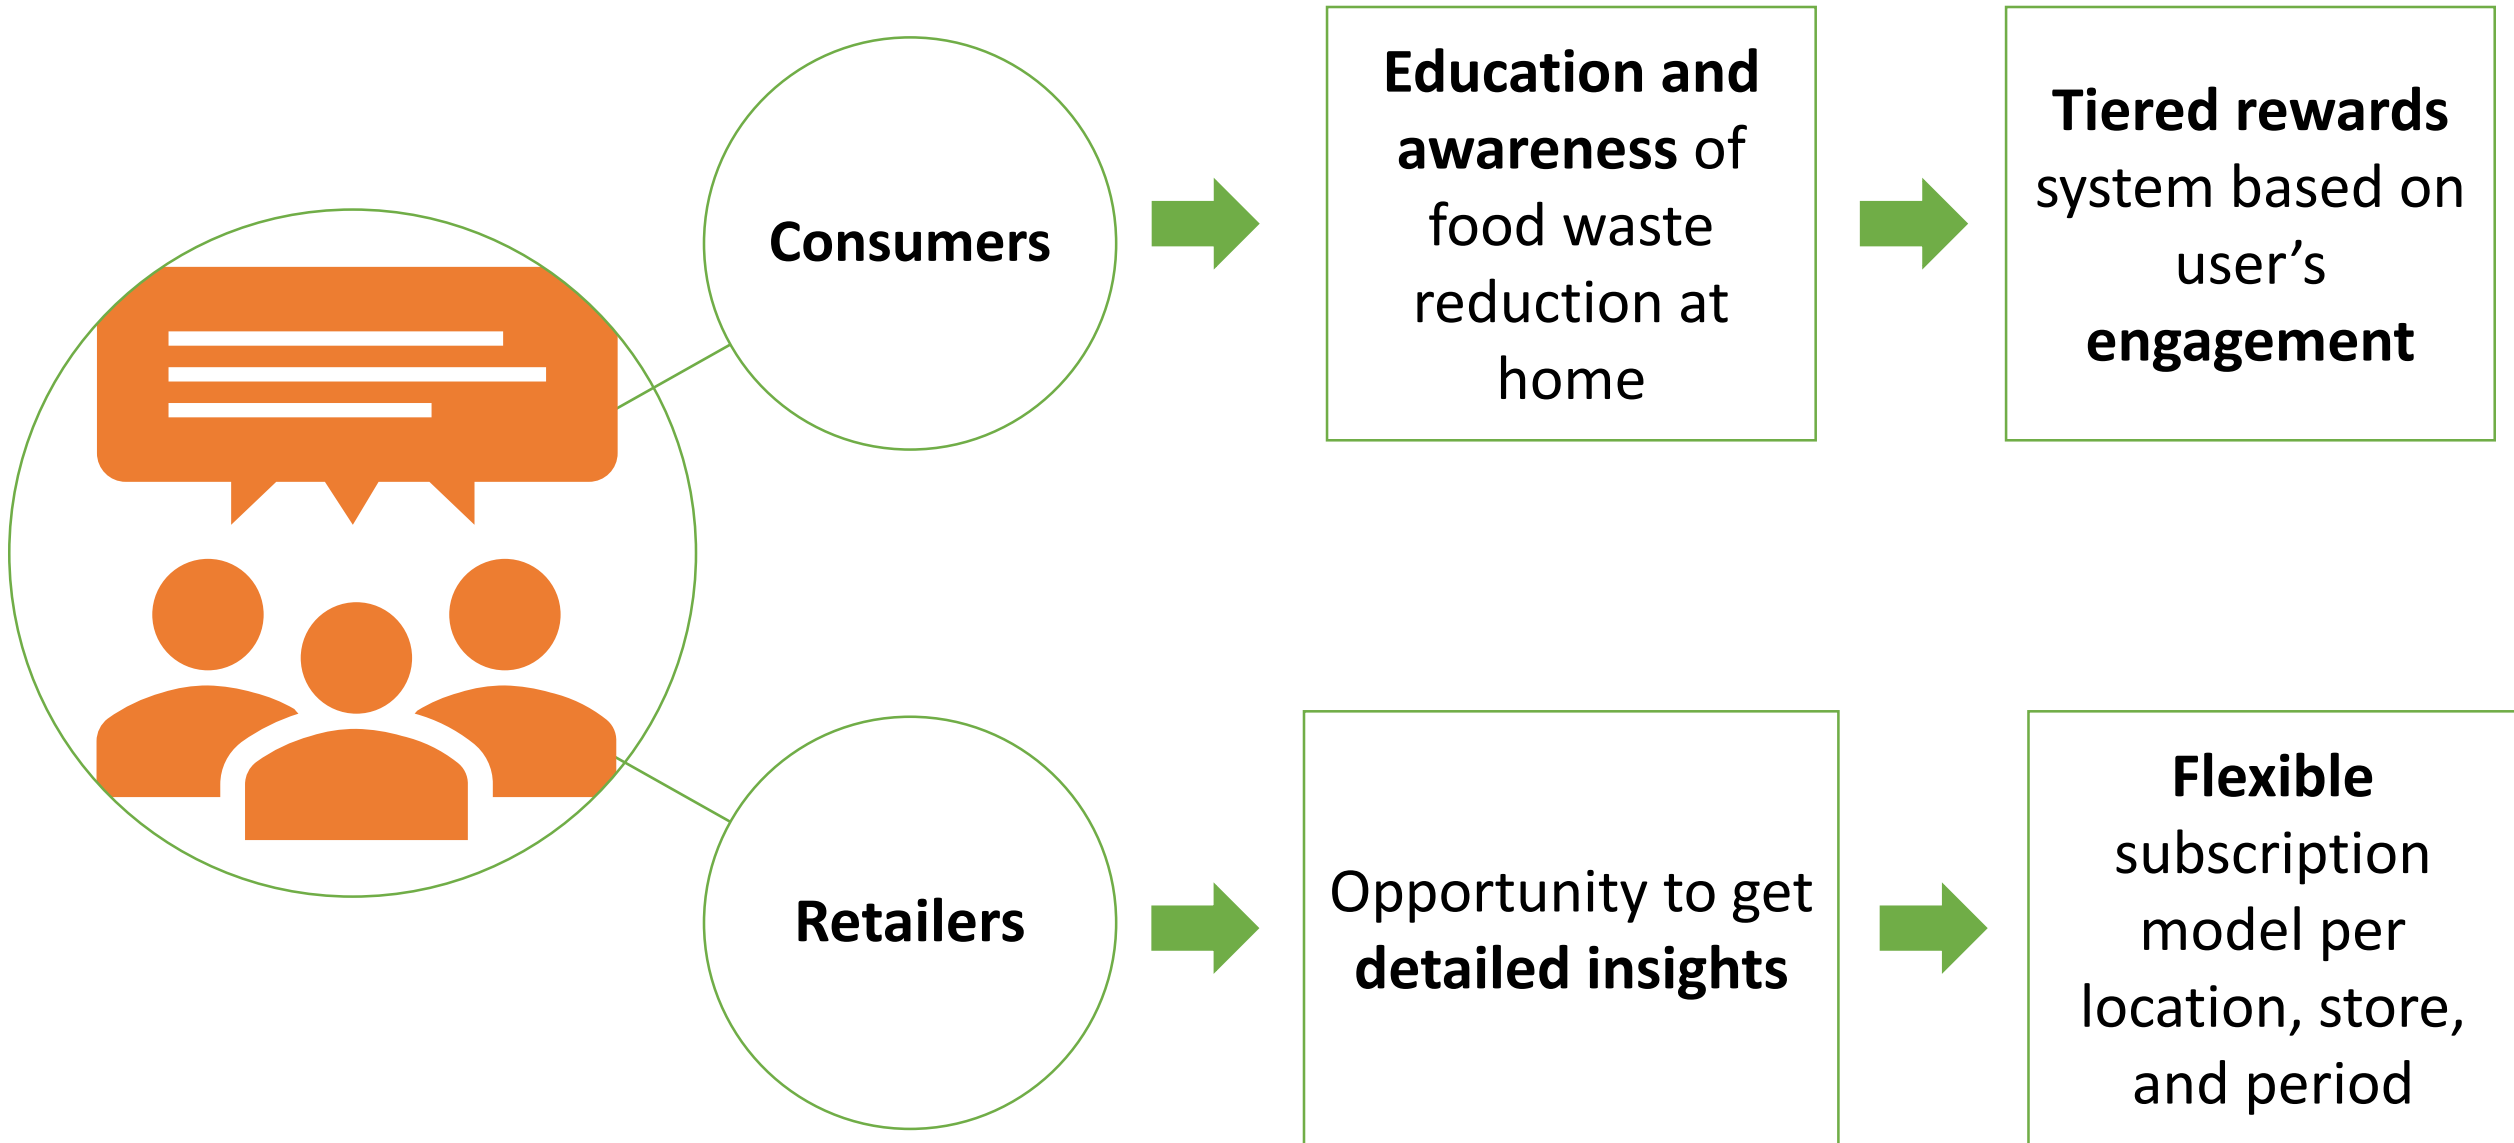 Consumers
Education and
awareness of
food waste
reduction at
home
Tiered rewards
system based on
user's
engagement
Retailers
Opportunity to get
detailed insights
Flexible
subscription
model per
location, store,
and period